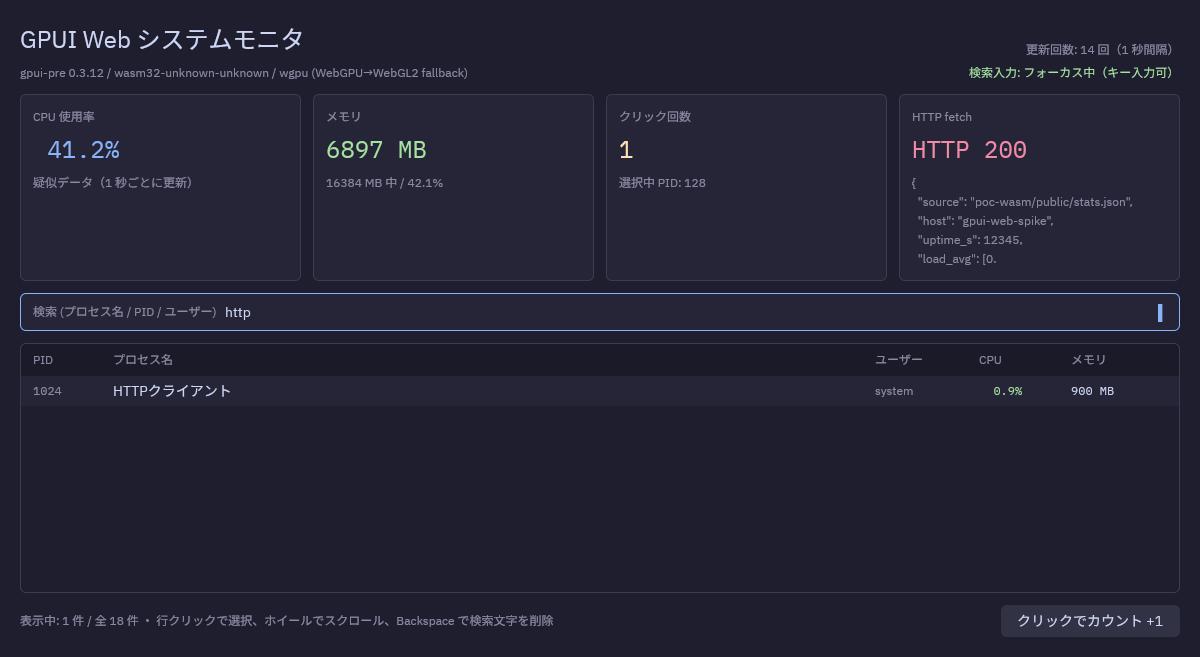 GPUI Web システムモニタ
更新回数: 14 回（1 秒間隔）
gpui-pre 0.3.12 / wasm32-unknown-unknown / wgpu (WebGPU→WebGL2 fallback)
検索入力: フォーカス中（キー入力可）
CPU 使用率
41.2%
疑似データ（1 秒ごとに更新）
メモリ
6897 MB
16384 MB 中 / 42.1%
クリック回数
1
選択中 PID: 128
HTTP fetch
HTTP 200
{
"source": "poc-wasm/public/stats.json",
"host": "gpui-web-spike",
"uptime_s": 12345,
"load_avg": [0.
検索 (プロセス名 / PID / ユーザー) http
PID プロセス名 ユーザー CPU メモリ
1024 HTTPクライアント system 0.9% 900 MB
表示中: 1 件 / 全 18 件 ・ 行クリックで選択、ホイールでスクロール、Backspace で検索文字を削除
クリックでカウント +1